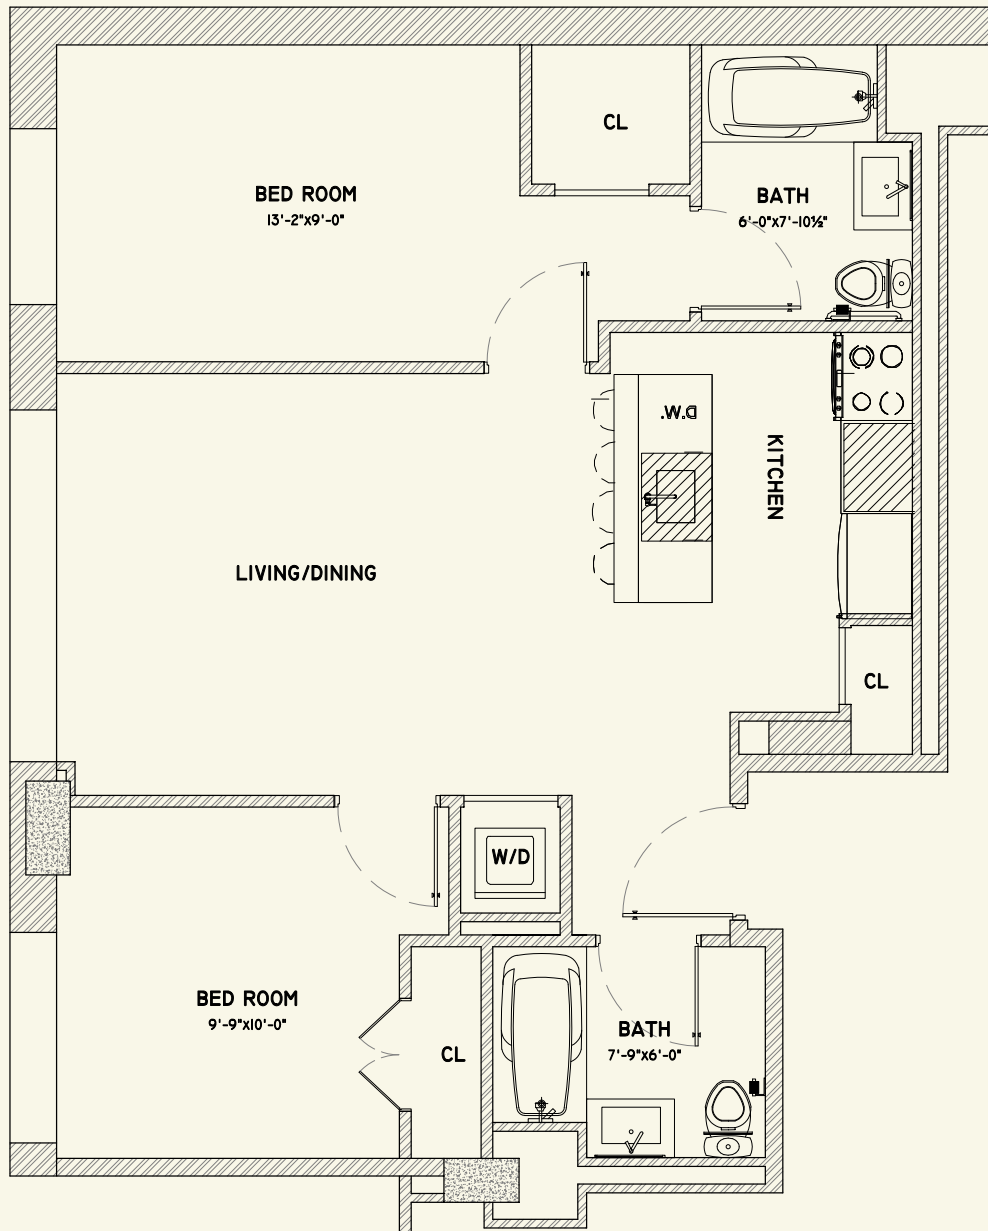 CL
BED ROOM
13'-2"x9'-0"
BATH
6'-0"x7'-10½"
D.W.
KITCHEN
LIVING/DINING
CL
W/D
BED ROOM
9'-9"x10'-0"
CL
BATH
7'-9"x6'-0"